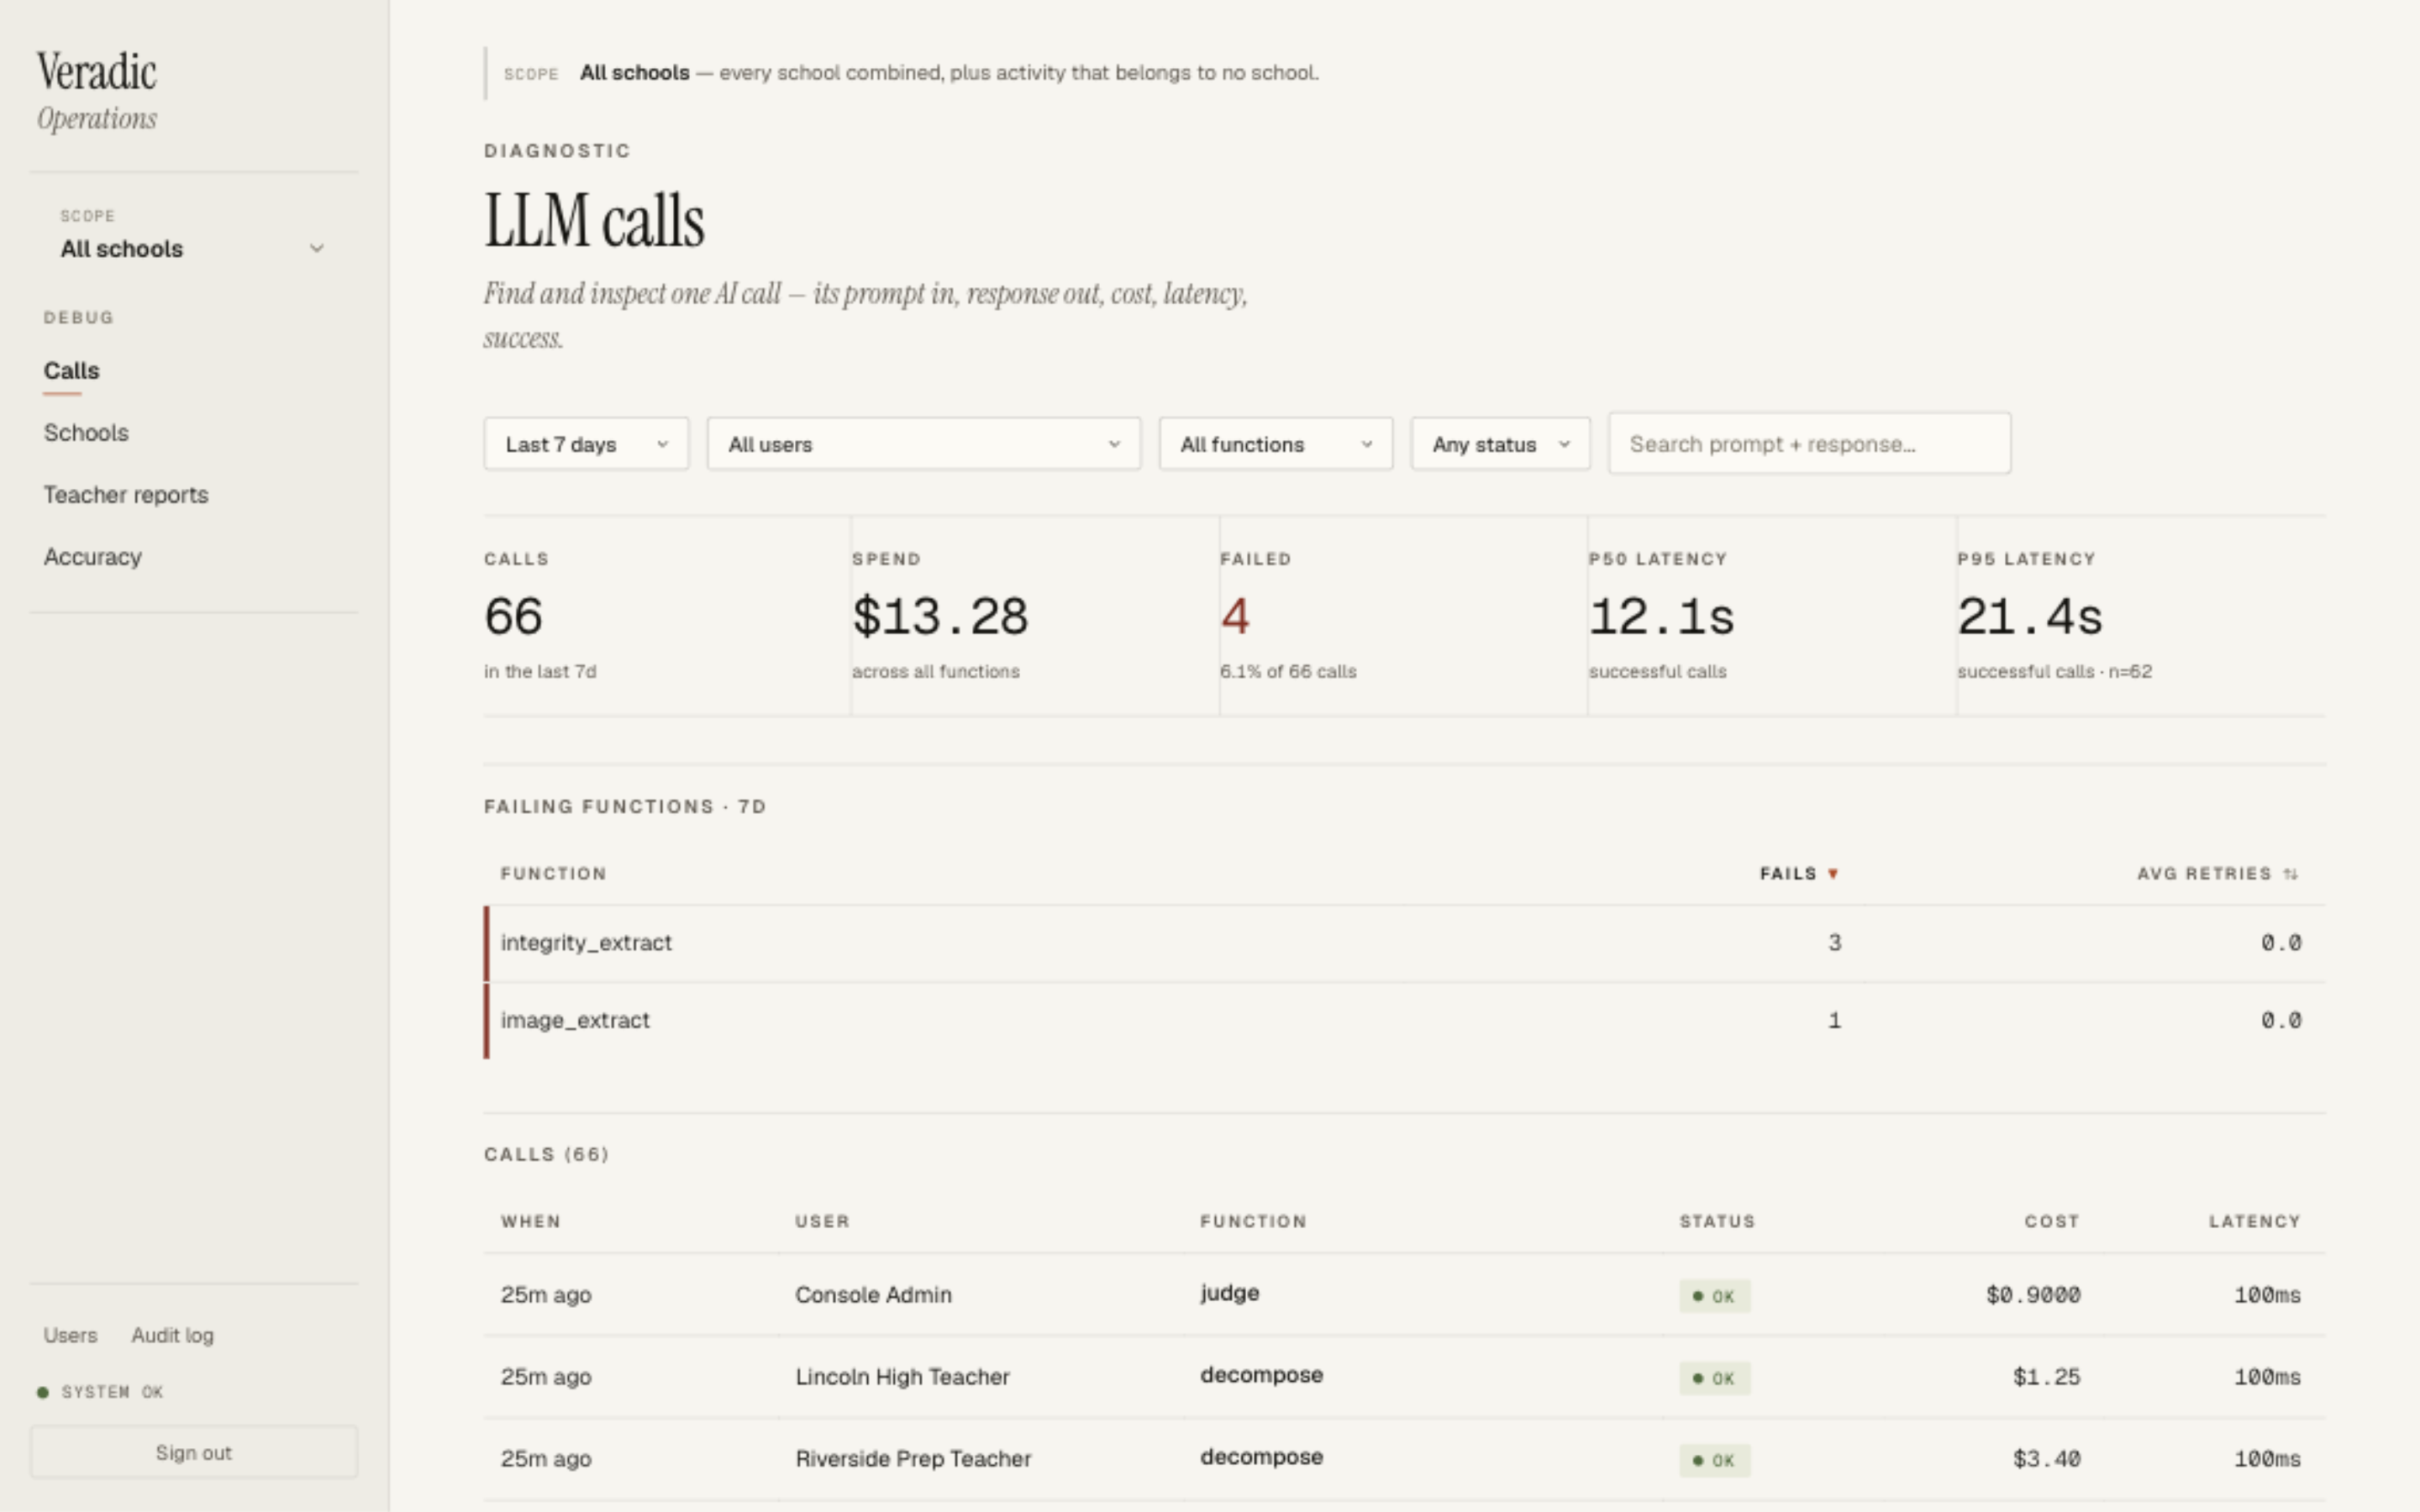 Veradic
Operations
SCOPE
All schools
DEBUG
Calls
Schools
Teacher reports
Accuracy
Users Audit log
SYSTEM OK
Sign out
SCOPE All schools — every school combined, plus activity that belongs to no school.
DIAGNOSTIC
LLM calls
Find and inspect one AI call — its prompt in, response out, cost, latency,
success.
Last 7 days All users All functions Any status Search prompt + response...
CALLS SPEND FAILED P50 LATENCY P95 LATENCY
66 $13.28 4 12.1s 21.4s
in the last 7d across all functions 6.1% of 66 calls successful calls successful calls · n=62
FAILING FUNCTIONS · 7D
FUNCTION FAILS ▼ AVG RETRIES ⇅
integrity_extract 3 0.0
image_extract 1 0.0
CALLS (66)
WHEN USER FUNCTION STATUS COST LATENCY
25m ago Console Admin judge OK $0.9000 100ms
25m ago Lincoln High Teacher decompose OK $1.25 100ms
25m ago Riverside Prep Teacher decompose OK $3.40 100ms